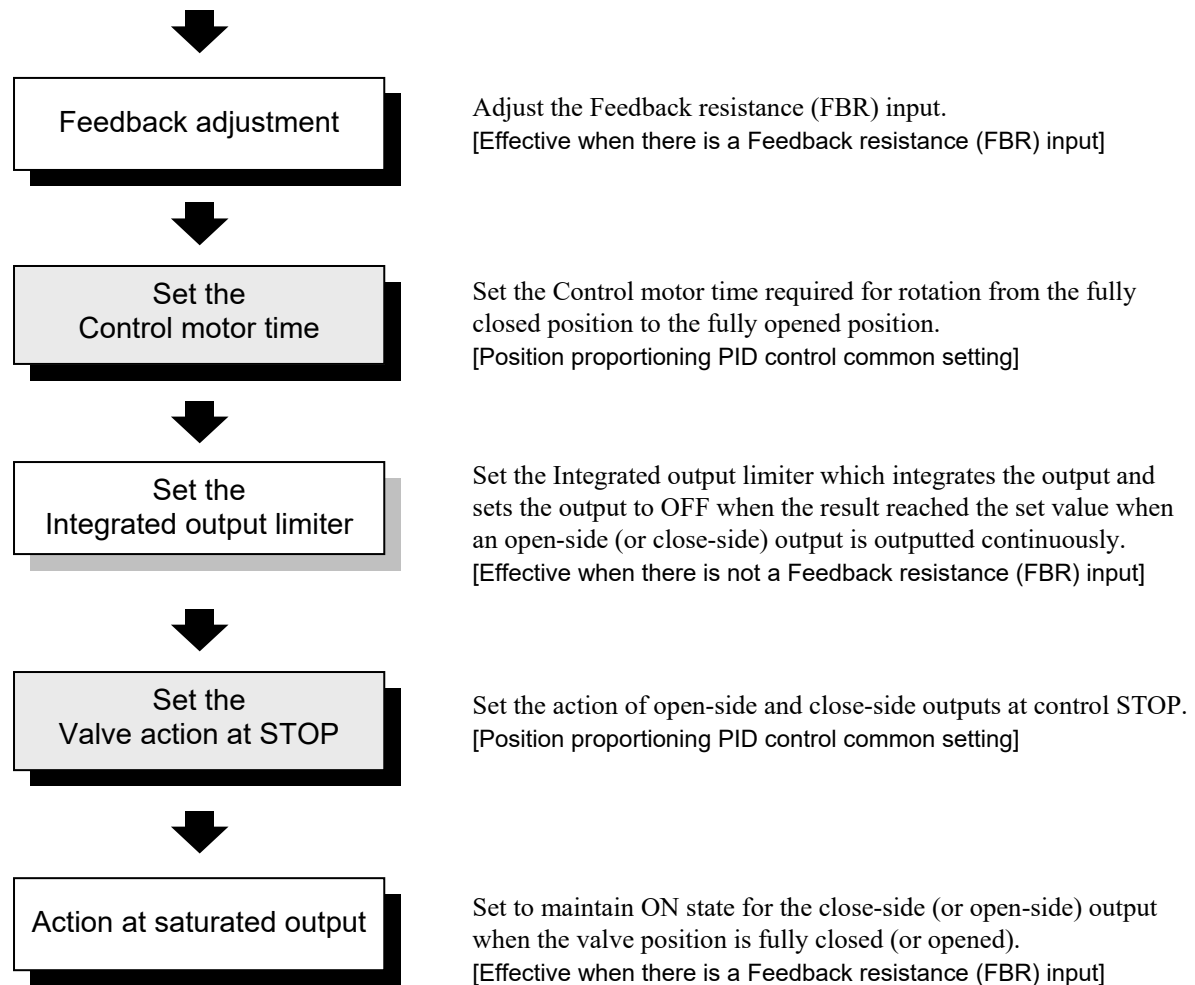 Feedback adjustment
Adjust the Feedback resistance (FBR) input.
[Effective when there is a Feedback resistance (FBR) input]
Set the
Control motor time
Set the Control motor time required for rotation from the fully
closed position to the fully opened position.
[Position proportioning PID control common setting]
Set the
Integrated output limiter
Set the Integrated output limiter which integrates the output and
sets the output to OFF when the result reached the set value when
an open-side (or close-side) output is outputted continuously.
[Effective when there is not a Feedback resistance (FBR) input]
Set the
Valve action at STOP
Set the action of open-side and close-side outputs at control STOP.
[Position proportioning PID control common setting]
Action at saturated output
Set to maintain ON state for the close-side (or open-side) output
when the valve position is fully closed (or opened).
[Effective when there is a Feedback resistance (FBR) input]